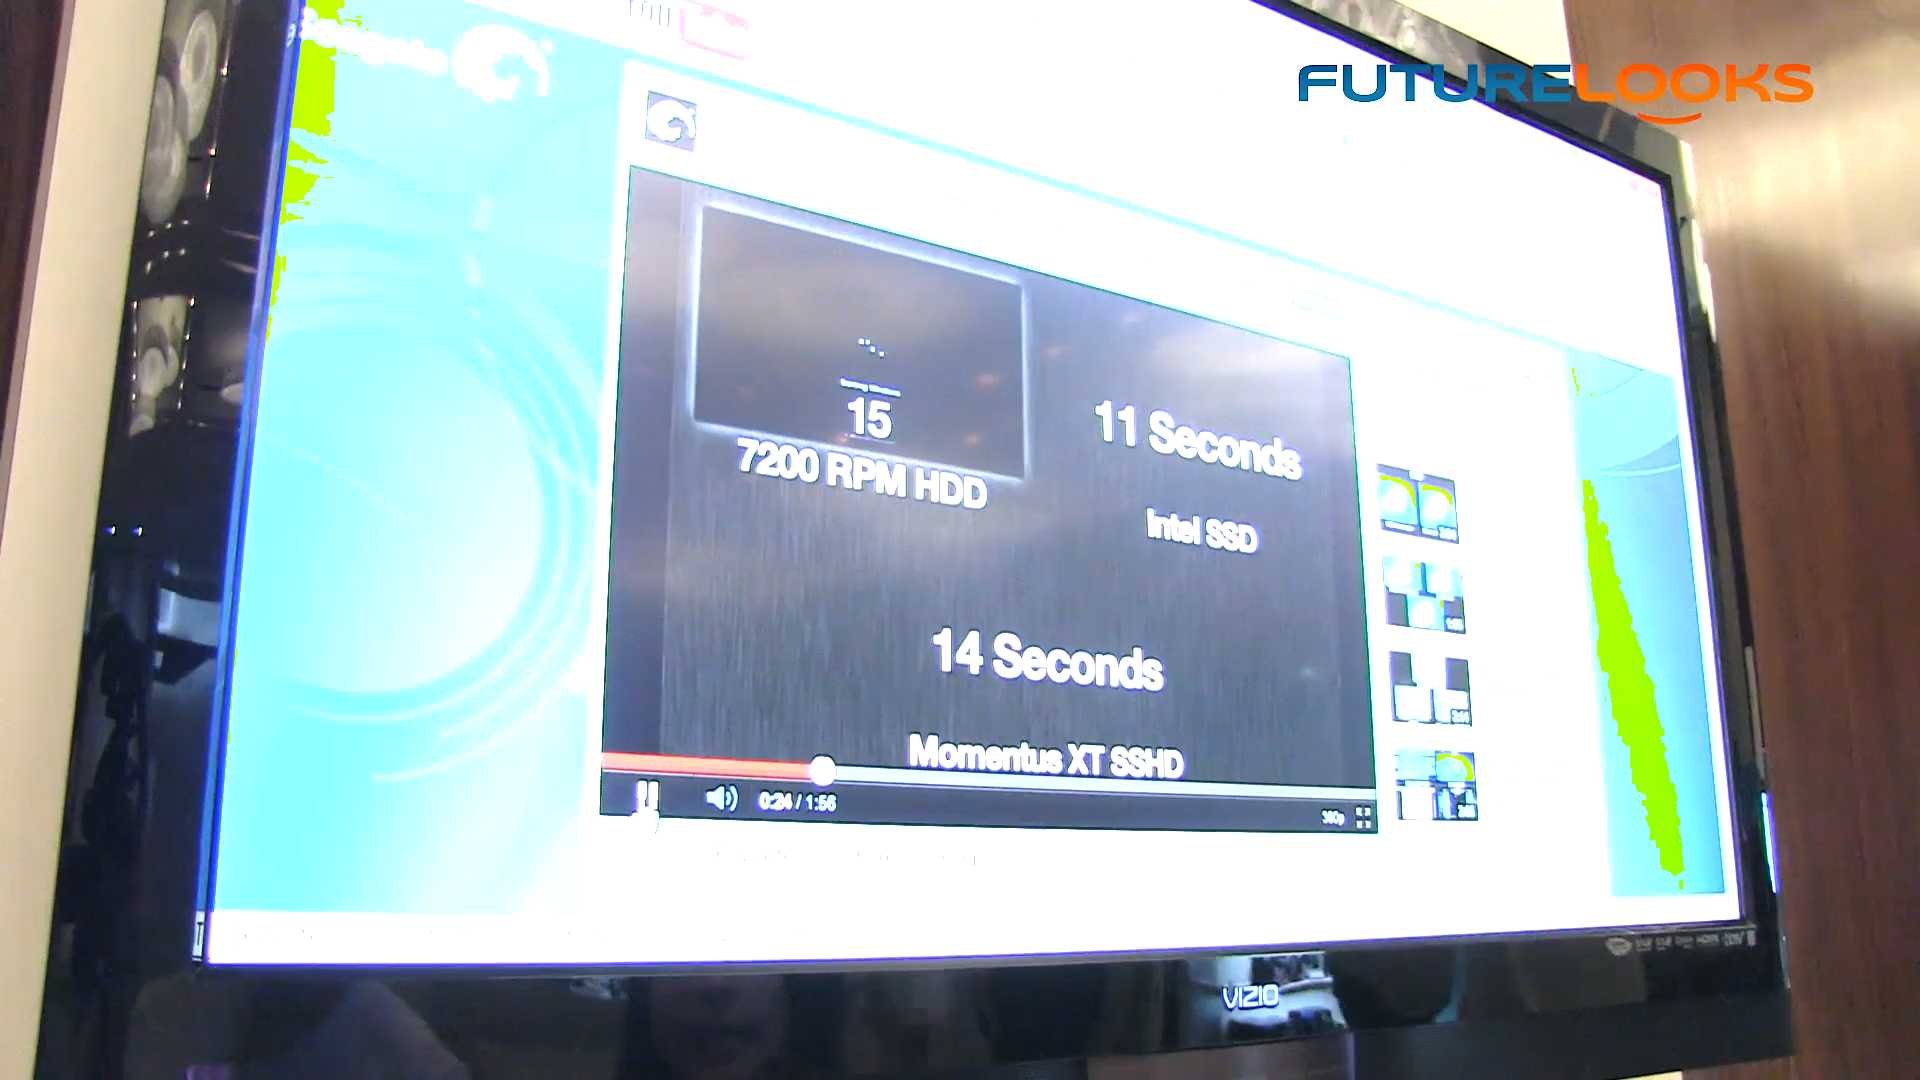 FUTURELOOKS
15
7200 RPM HDD
11 Seconds
Intel SSD
14 Seconds
Momentus XT SSHD
0:24 / 1:56
VIZIO